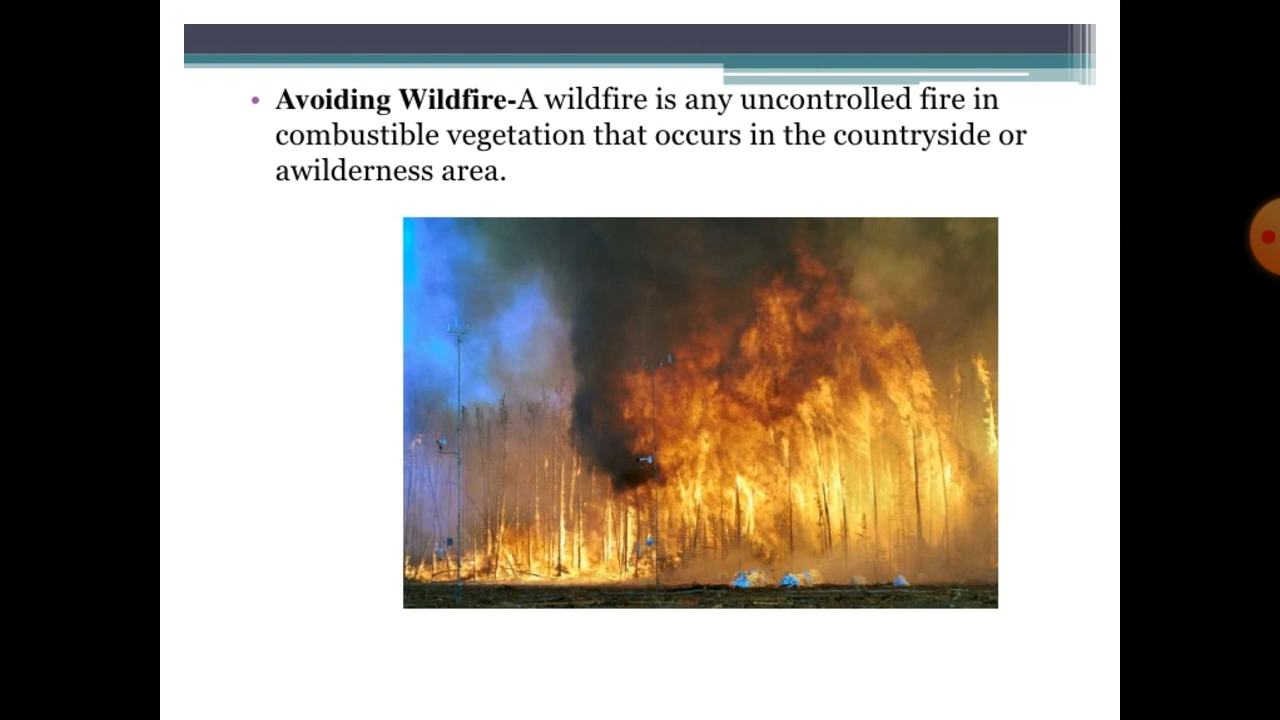 • Avoiding Wildfire-A wildfire is any uncontrolled fire in
combustible vegetation that occurs in the countryside or
awilderness area.